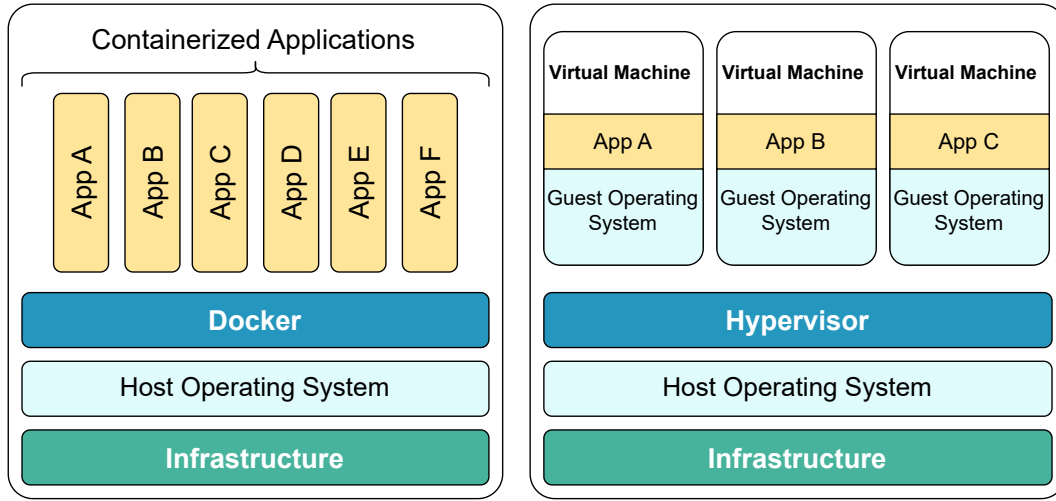 Containerized Applications
App A
App B
App C
App D
App E
App F
Docker
Host Operating System
Infrastructure
Virtual Machine
App A
Guest Operating
System
Virtual Machine
App B
Guest Operating
System
Virtual Machine
App C
Guest Operating
System
Hypervisor
Host Operating System
Infrastructure